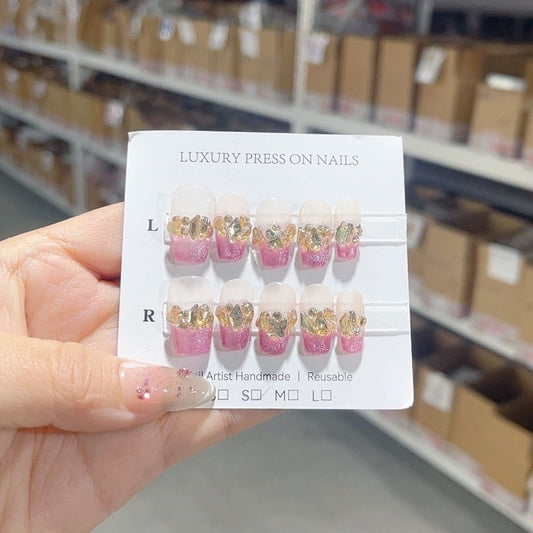 LUXURY PRESS ON NAILS
L
R
Artist Handmade | Reusable
S☐ M☐ L☐